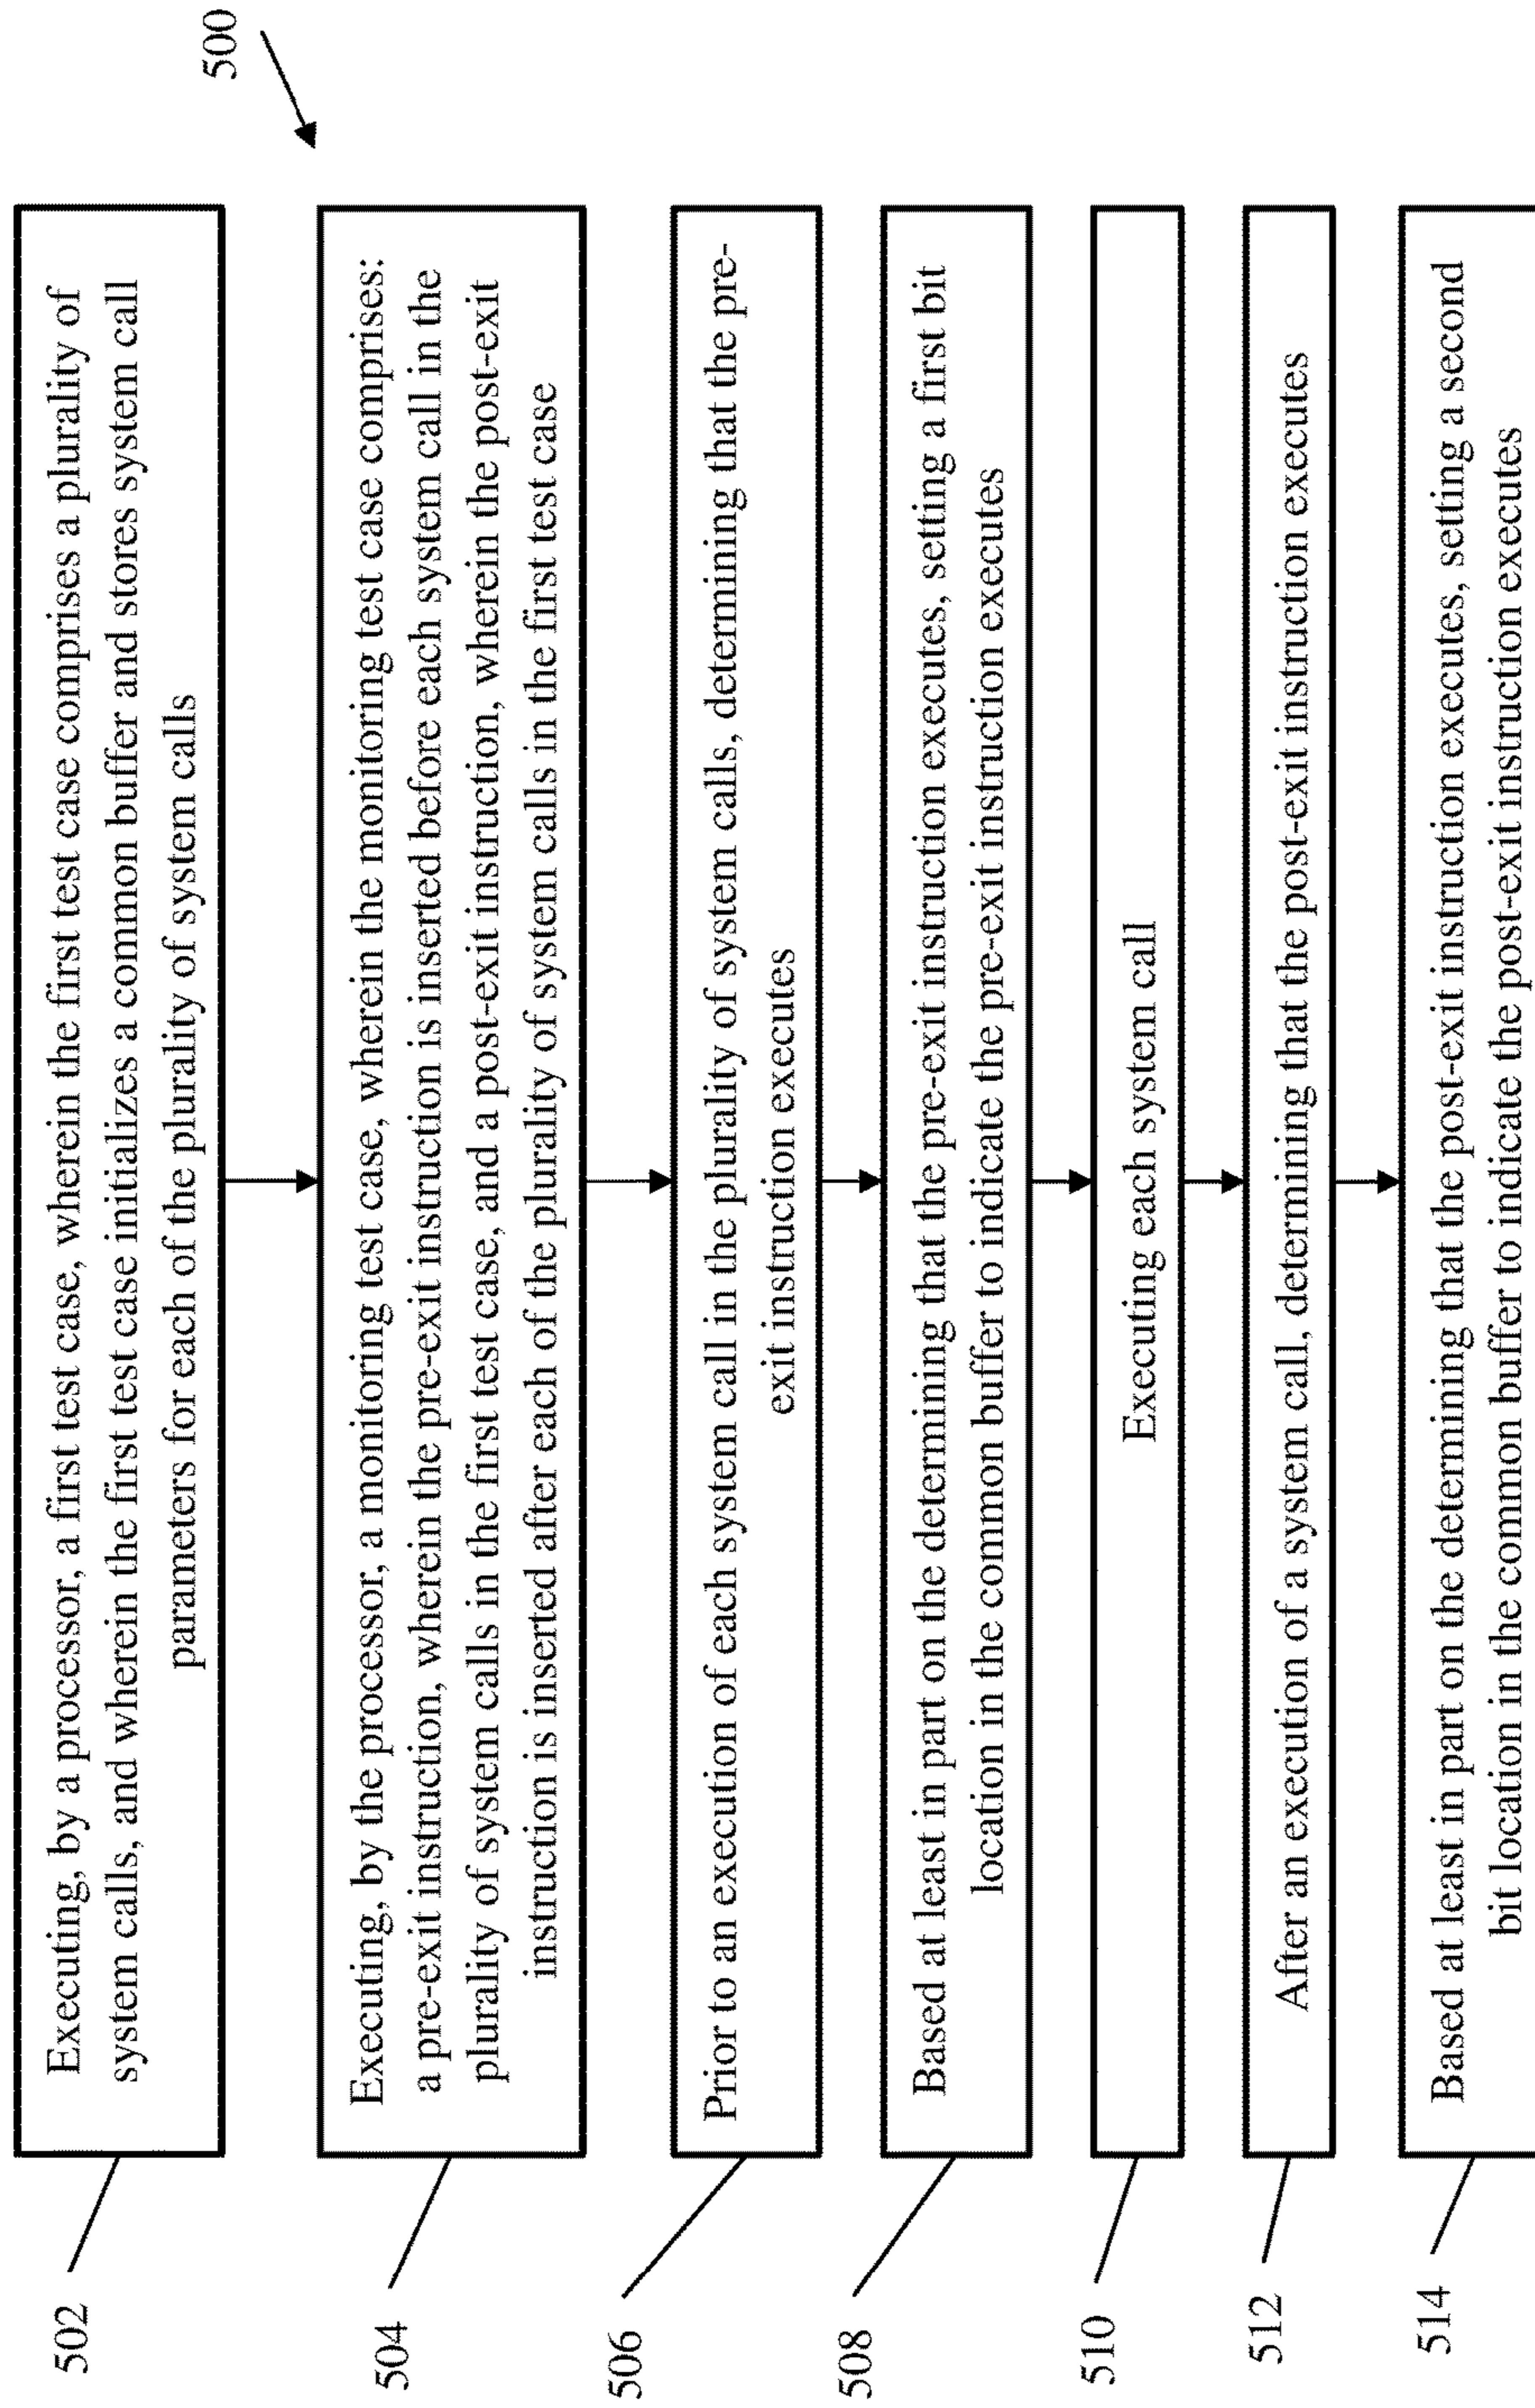 500
502
Executing, by a processor, a first test case, wherein the first test case comprises a plurality of
system calls, and wherein the first test case initializes a common buffer and stores system call
parameters for each of the plurality of system calls
504
Executing, by the processor, a monitoring test case, wherein the monitoring test case comprises:
a pre-exit instruction, wherein the pre-exit instruction is inserted before each system call in the
plurality of system calls in the first test case, and a post-exit instruction, wherein the post-exit
instruction is inserted after each of the plurality of system calls in the first test case
506
Prior to an execution of each system call in the plurality of system calls, determining that the pre-
exit instruction executes
508
Based at least in part on the determining that the pre-exit instruction executes, setting a first bit
location in the common buffer to indicate the pre-exit instruction executes
510
Executing each system call
512
After an execution of a system call, determining that the post-exit instruction executes
514
Based at least in part on the determining that the post-exit instruction executes, setting a second
bit location in the common buffer to indicate the post-exit instruction executes